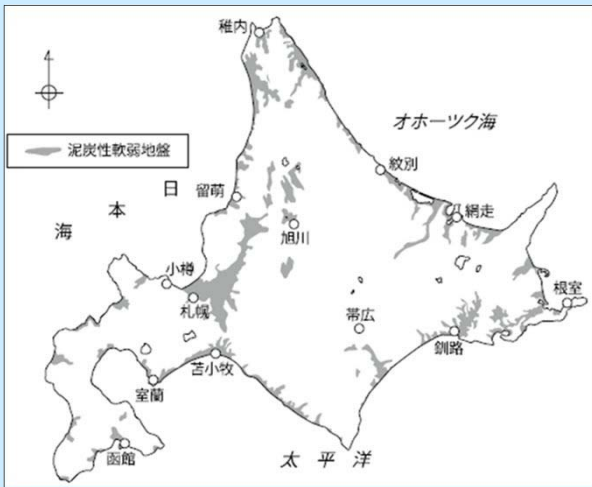 稚内
オホーツク海
泥炭性軟弱地盤
紋別
日本海
留萌
網走
旭川
小樽
札幌
根室
帯広
釧路
苫小牧
室蘭
函館
太平洋